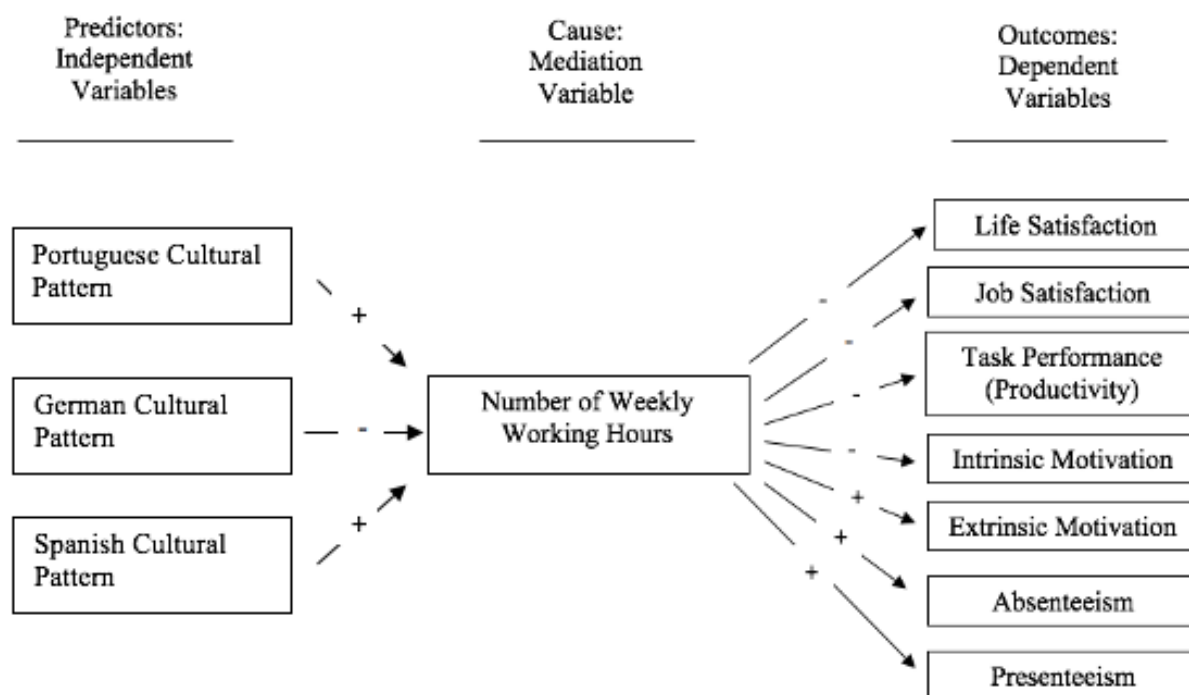 Predictors:
Independent
Variables
Cause:
Mediation
Variable
Outcomes:
Dependent
Variables
Portuguese Cultural
Pattern
German Cultural
Pattern
Spanish Cultural
Pattern
+
-
+
Number of Weekly
Working Hours
-
-
-
-
+
+
+
Life Satisfaction
Job Satisfaction
Task Performance
(Productivity)
Intrinsic Motivation
Extrinsic Motivation
Absenteeism
Presenteeism